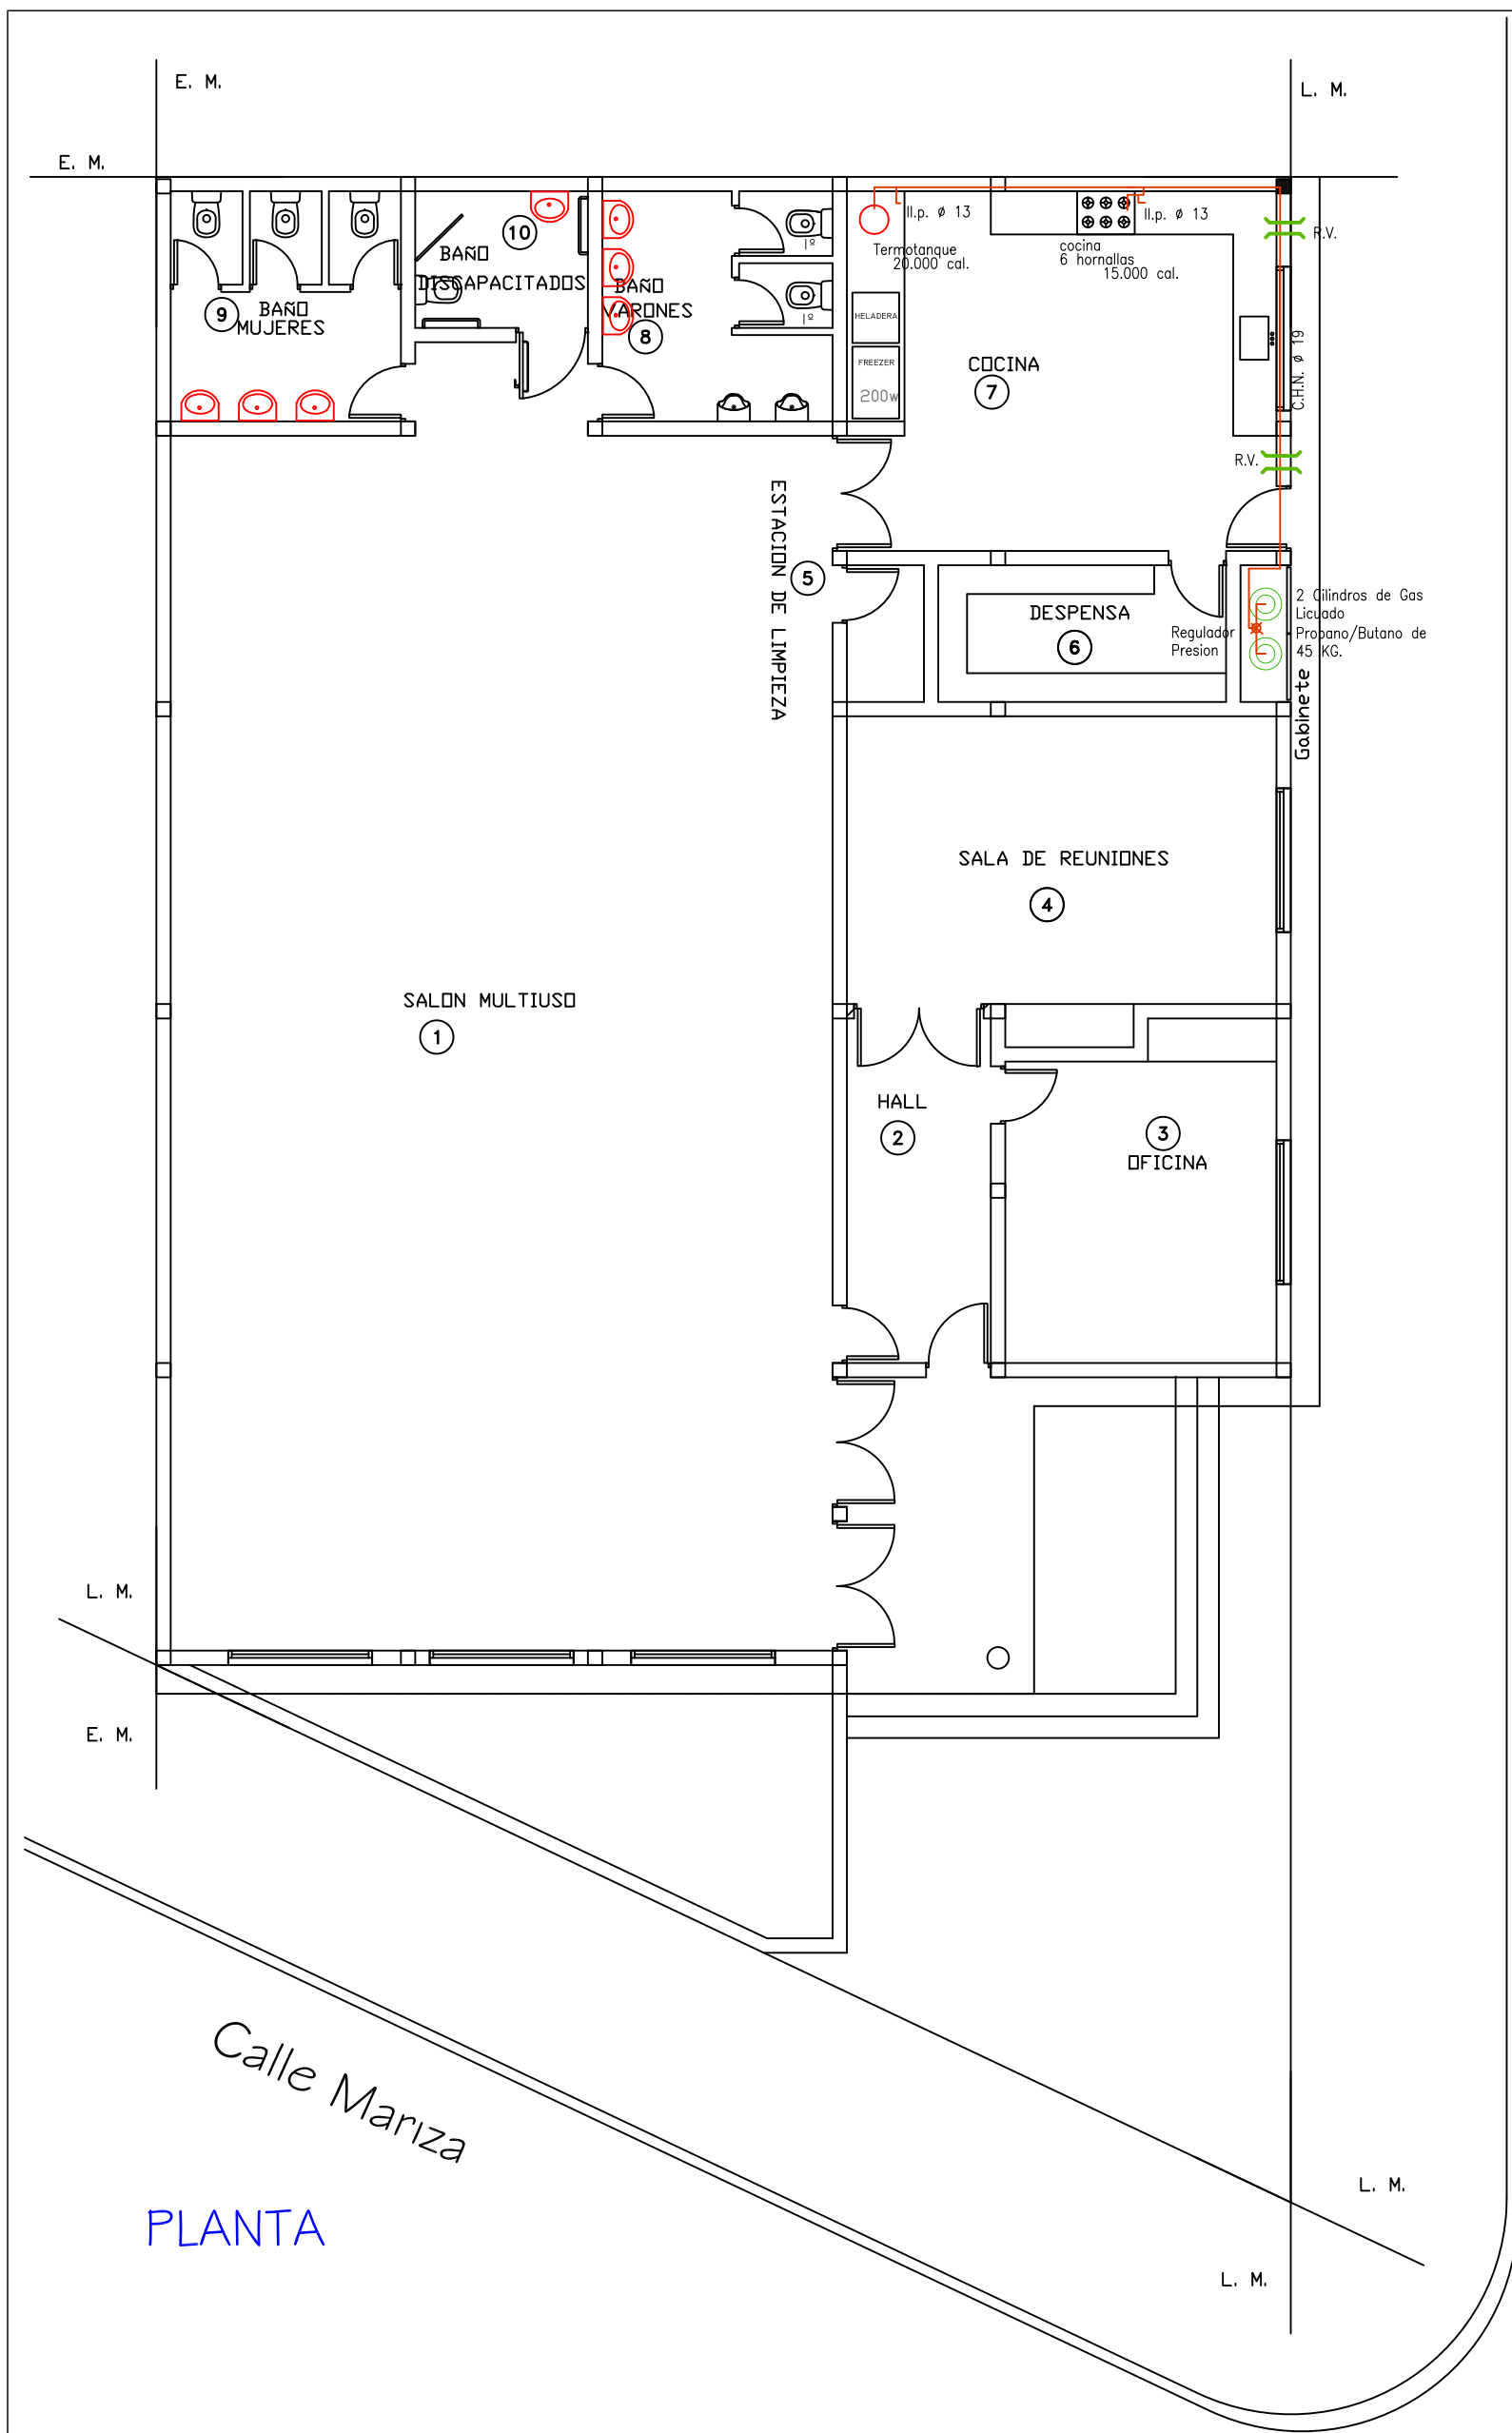 E. M.
L. M.
E. M.
ll.p. ø 13
ll.p. ø 13
R.V.
10
BAÑO
DISCAPACITADOS
Termotanque
20.000 cal.
cocina
6 hornallas
15.000 cal.
1º
BAÑO
VARONES
8
9
BAÑO
MUJERES
1º
HELADERA
FREEZER
200w
COCINA
7
C.H.N. ø 19
R.V.
ESTACION DE LIMPIEZA
5
DESPENSA
6
Regulador
Presion
2 Cilindros de Gas
Licuado
Propano/Butano de
45 KG.
Gabinete
SALA DE REUNIONES
4
SALON MULTIUSO
1
HALL
2
3
OFICINA
L. M.
E. M.
Calle Mariza
PLANTA
L. M.
L. M.